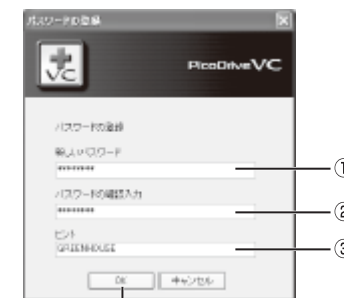 パスワードの登録
VC
PicoDriveVC
パスワードの登録
新しいパスワード
********* ①
パスワードの確認入力
********* ②
ヒント
GREENHOUSE ③
OK キャンセル